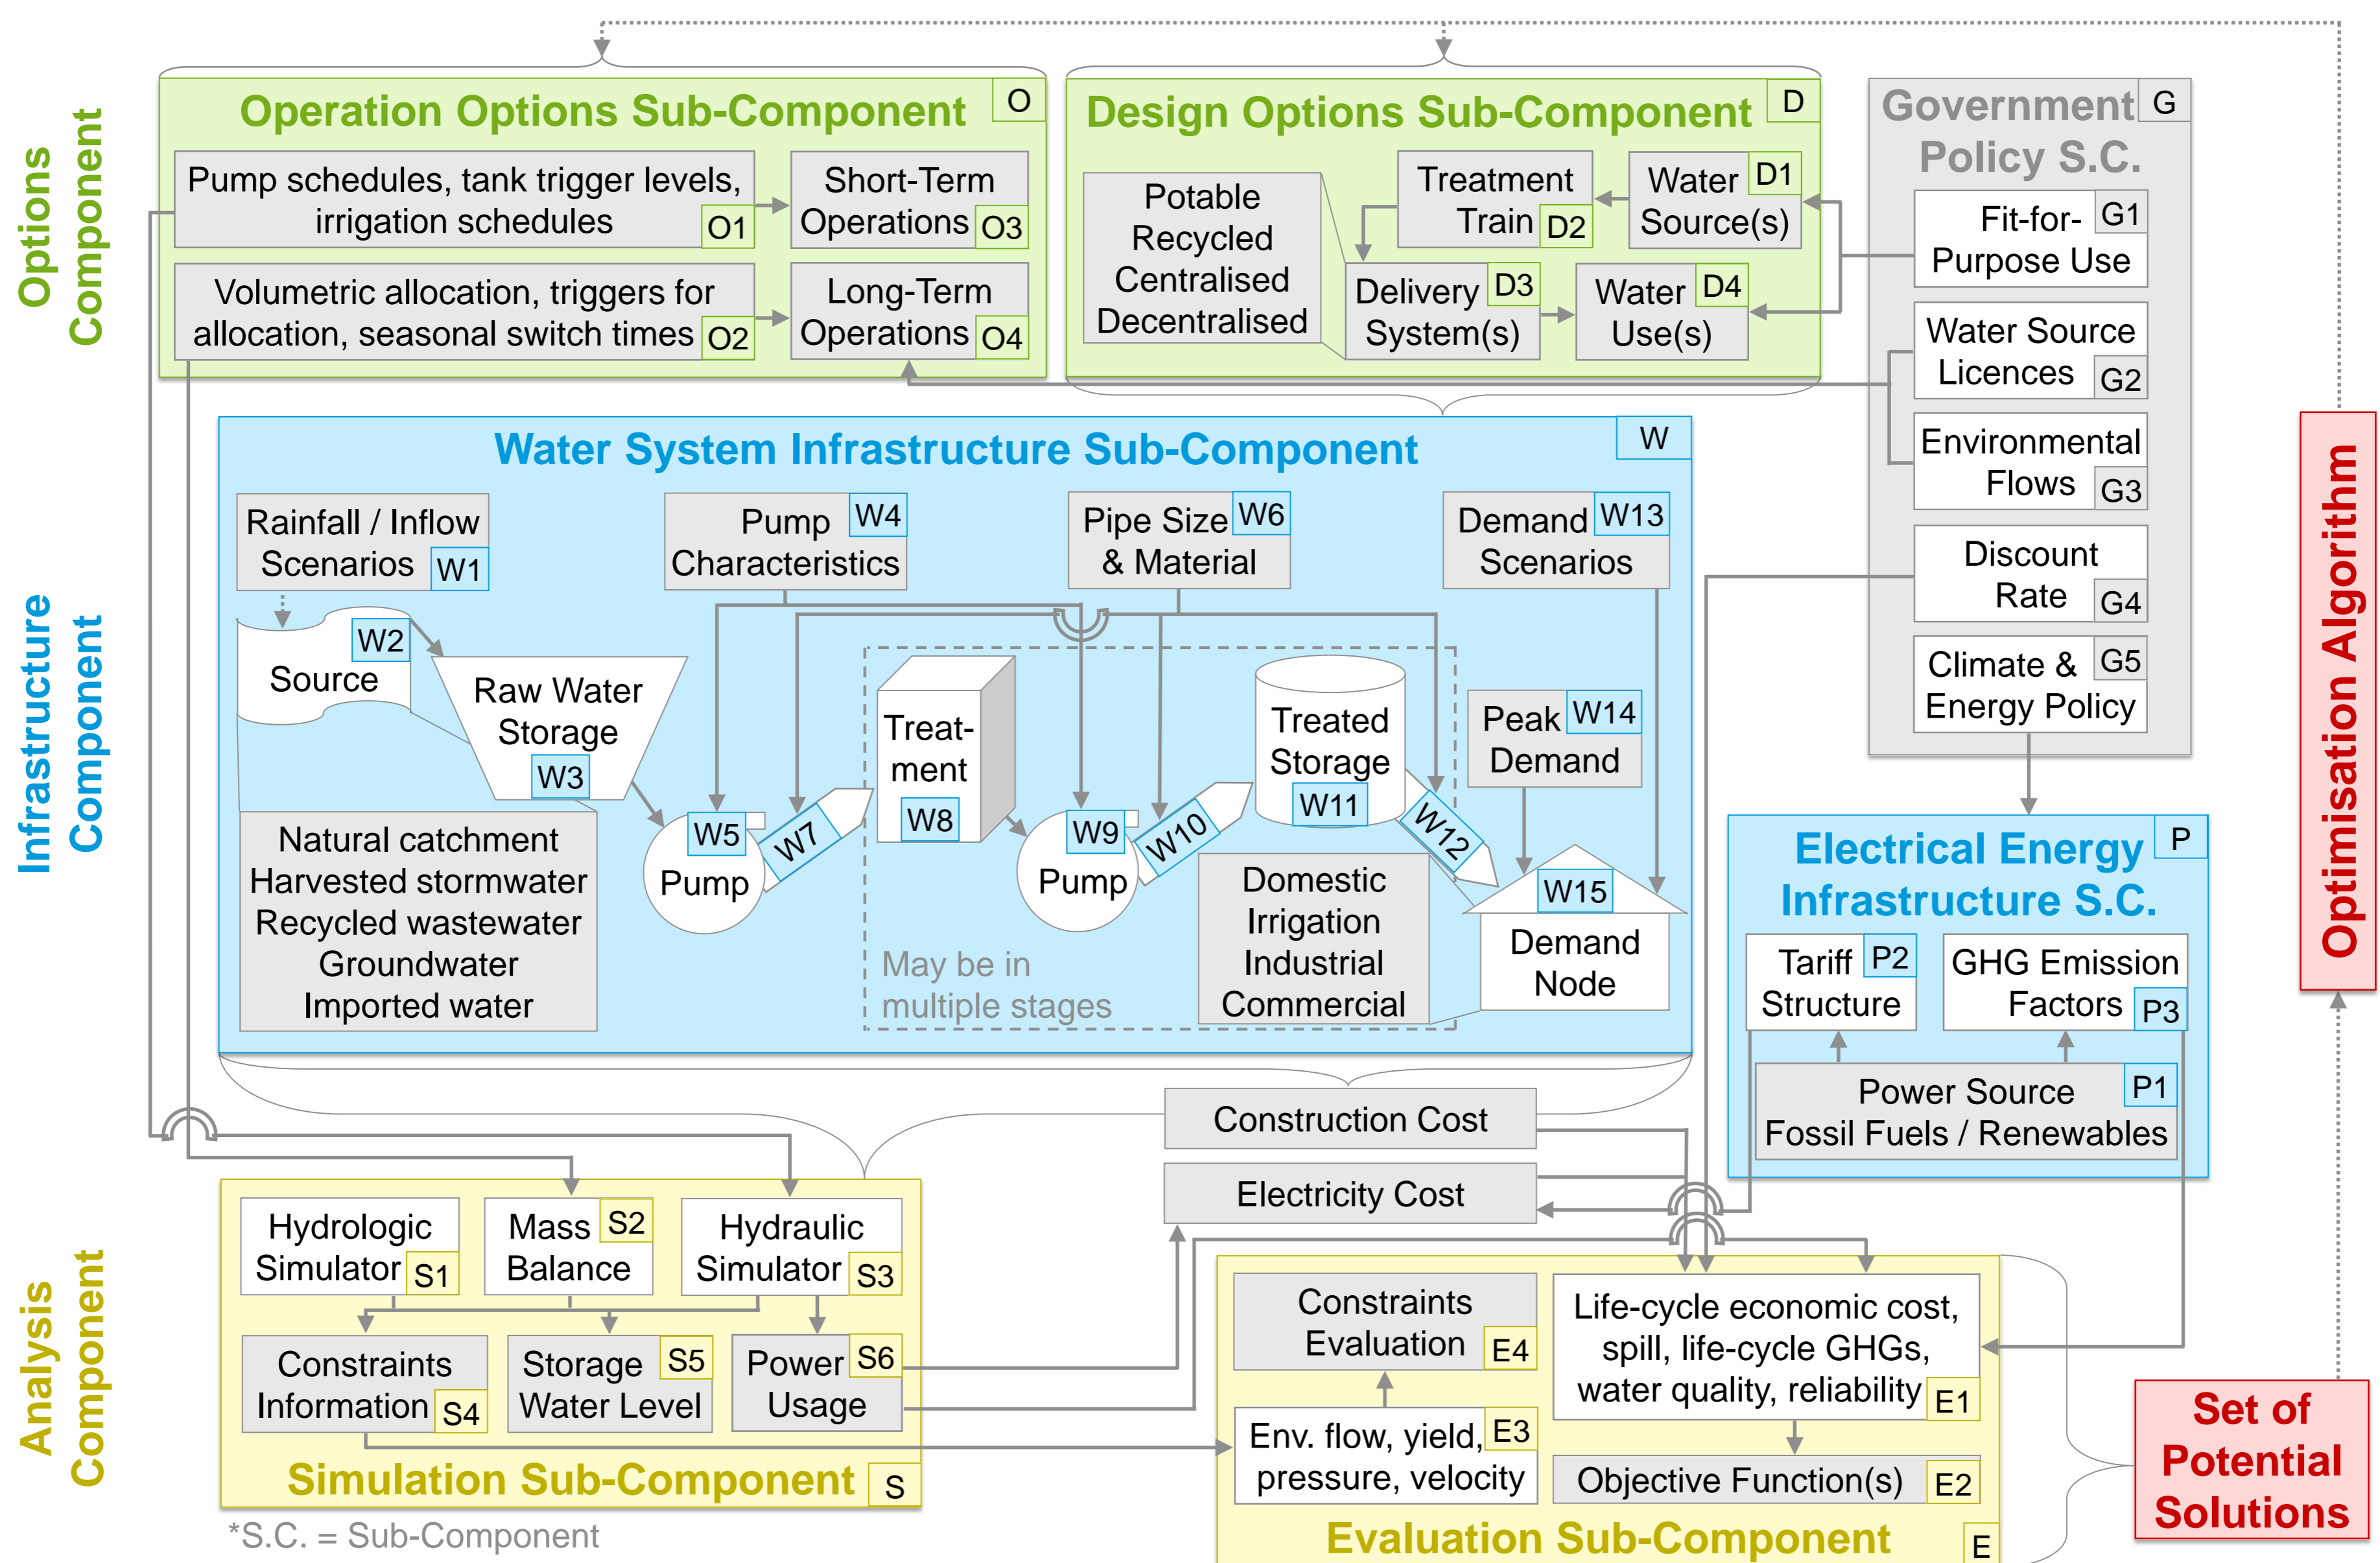 Options
Component
Operation Options Sub-Component
O
Pump schedules, tank trigger levels,
irrigation schedules
O1
Short-Term
Operations
O3
Volumetric allocation, triggers for
allocation, seasonal switch times
O2
Long-Term
Operations
O4
Design Options Sub-Component
D
Potable
Recycled
Centralised
Decentralised
Treatment
Train
D2
Water
Source(s)
D1
Delivery
System(s)
D3
Water
Use(s)
D4
Government
Policy S.C.
G
Fit-for-
Purpose Use
G1
Water Source
Licences
G2
Environmental
Flows
G3
Discount
Rate
G4
Climate &
Energy Policy
G5
Infrastructure
Component
Water System Infrastructure Sub-Component
W
Rainfall / Inflow
Scenarios
W1
Pump
Characteristics
W4
Pipe Size
& Material
W6
Demand
Scenarios
W13
Source
W2
Raw Water
Storage
W3
Pump
W5
W7
Treat-
ment
W8
Pump
W9
W10
Treated
Storage
W11
W12
Peak
Demand
W14
W15
Demand
Node
Natural catchment
Harvested stormwater
Recycled wastewater
Groundwater
Imported water
May be in
multiple stages
Domestic
Irrigation
Industrial
Commercial
Electrical Energy
Infrastructure S.C.
P
Tariff
Structure
P2
GHG Emission
Factors
P3
Power Source
Fossil Fuels / Renewables
P1
Optimisation Algorithm
Construction Cost
Electricity Cost
Analysis
Component
Hydrologic
Simulator
S1
Mass
Balance
S2
Hydraulic
Simulator
S3
Constraints
Information
S4
Storage
Water Level
S5
Power
Usage
S6
Simulation Sub-Component
S
Constraints
Evaluation
E4
Life-cycle economic cost,
spill, life-cycle GHGs,
water quality, reliability
E1
Env. flow, yield,
pressure, velocity
E3
Objective Function(s)
E2
Evaluation Sub-Component
E
Set of
Potential
Solutions
*S.C. = Sub-Component